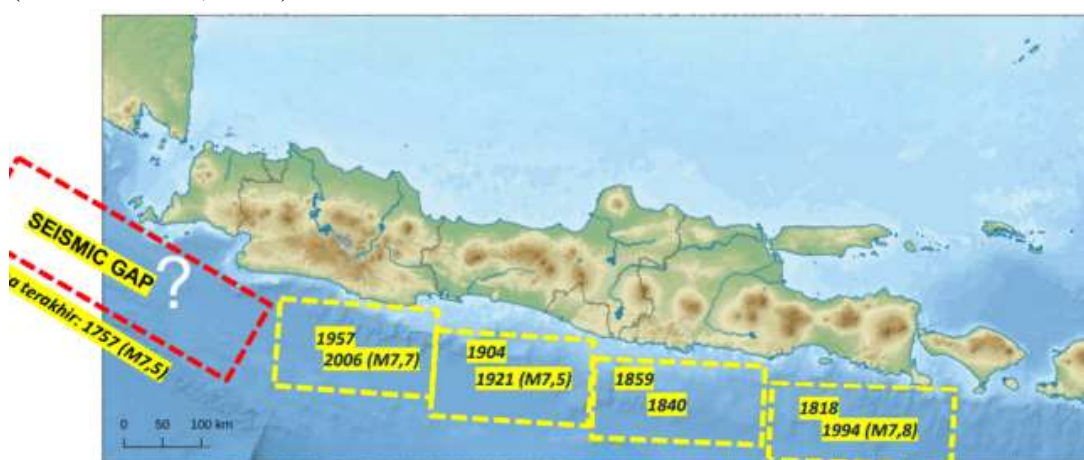 SEISMIC GAP
?
a terakhir: 1757 (M7,5)
1957
2006 (M7,7)
1904
1921 (M7,5)
1859
1840
1818
1994 (M7,8)
0 50 100 km